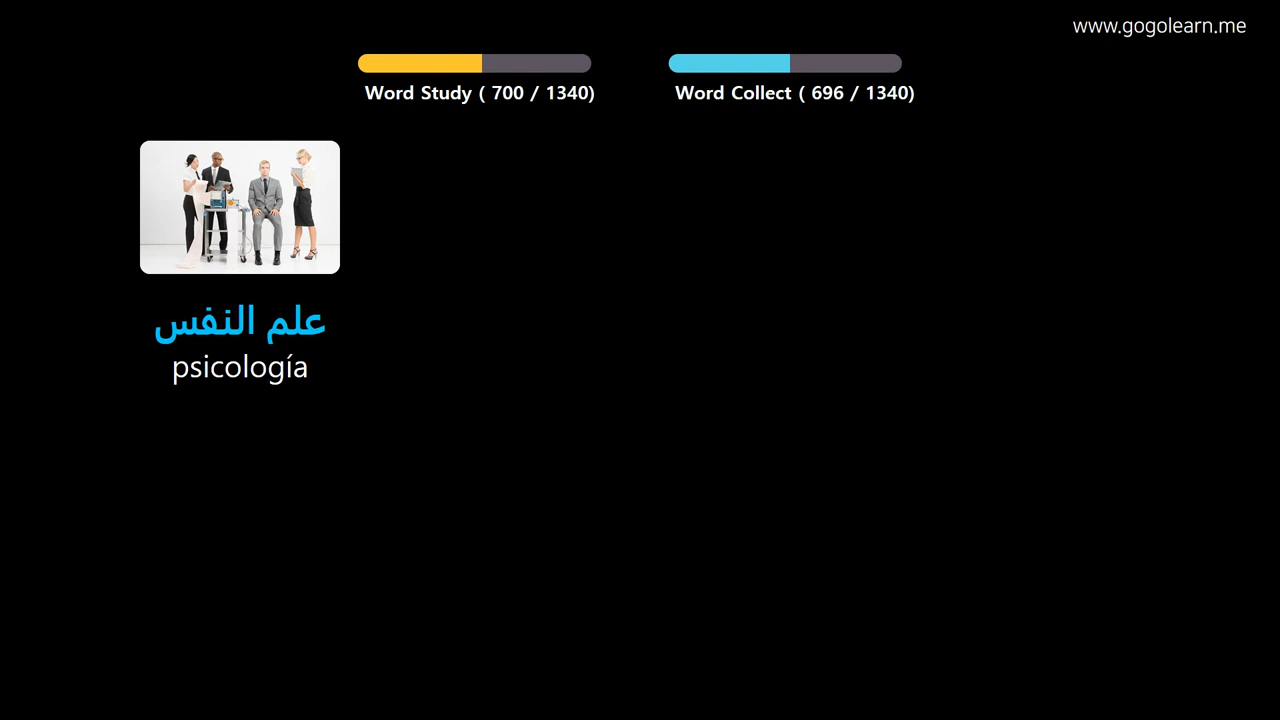 www.gogolearn.me
Word Study ( 700 / 1340)
Word Collect ( 696 / 1340)
علم النفس
psicología